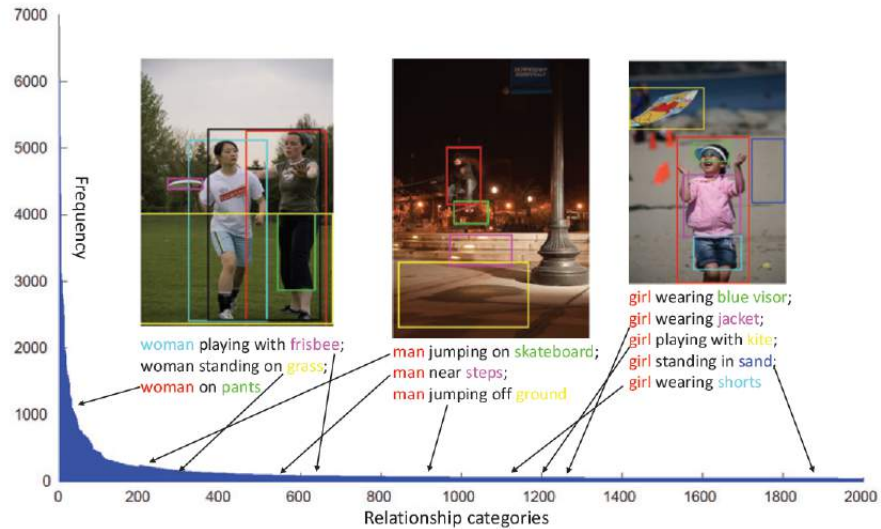 7000
6000
5000
4000
3000
2000
1000
0
Frequency
woman playing with frisbee;
woman standing on grass;
woman on pants
man jumping on skateboard;
man near steps;
man jumping off ground
girl wearing blue visor;
girl wearing jacket;
girl playing with kite;
girl standing in sand;
girl wearing shorts
0 200 400 600 800 1000 1200 1400 1600 1800 2000
Relationship categories